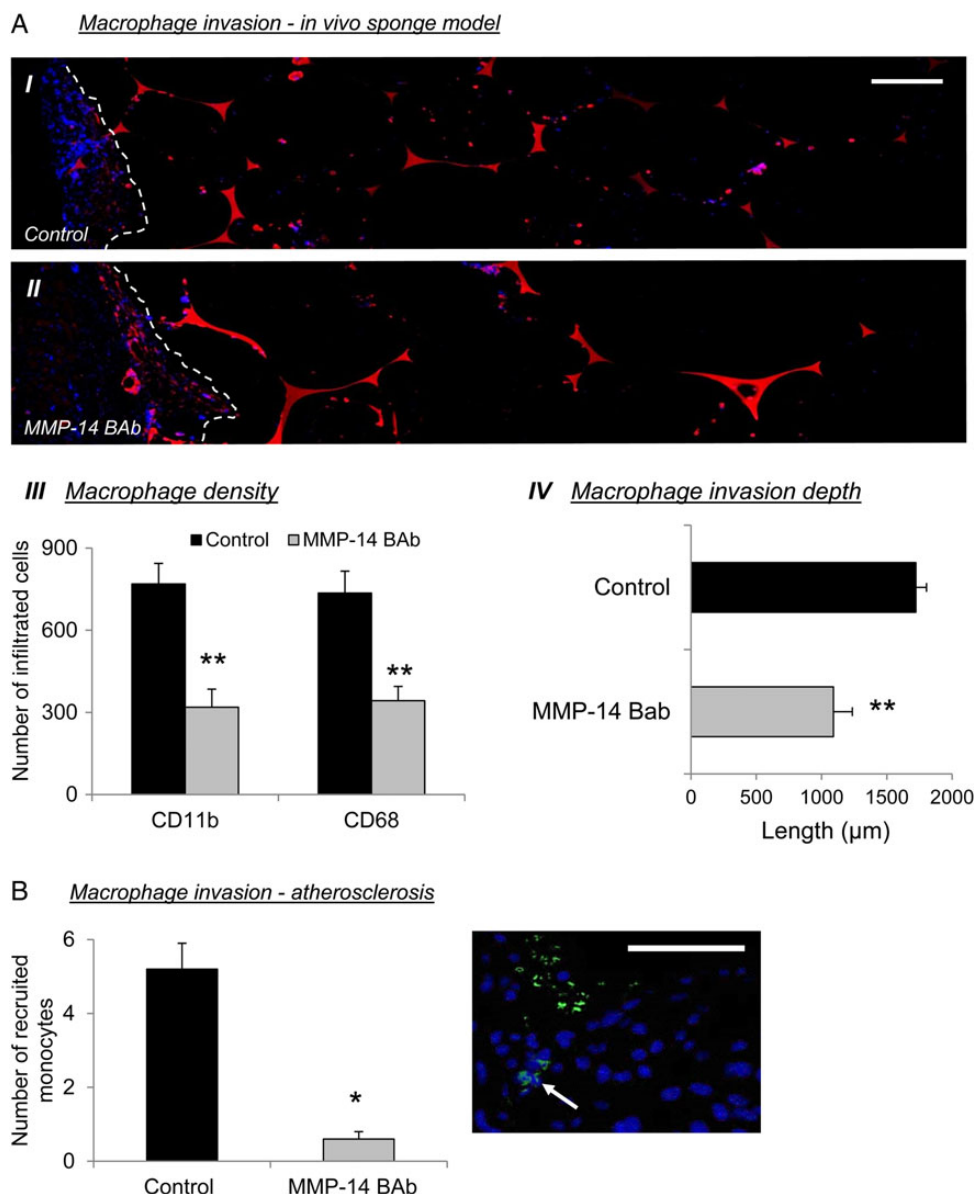 A Macrophage invasion - in vivo sponge model
I
Control
II
MMP-14 BAb
III Macrophage density
Control MMP-14 BAb
Number of infiltrated cells
900
600
300
0
** **
CD11b CD68
IV Macrophage invasion depth
Control
MMP-14 Bab **
0 500 1000 1500 2000
Length (µm)
B Macrophage invasion - atherosclerosis
Number of recruited
monocytes
6
4
2
0
*
Control MMP-14 BAb